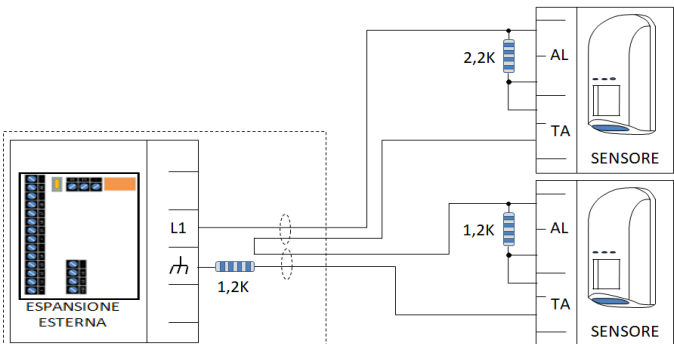 2,2K
AL
TA
SENSORE
L1
1,2K
AL
TA
SENSORE
1,2K
ESPANSIONE
ESTERNA